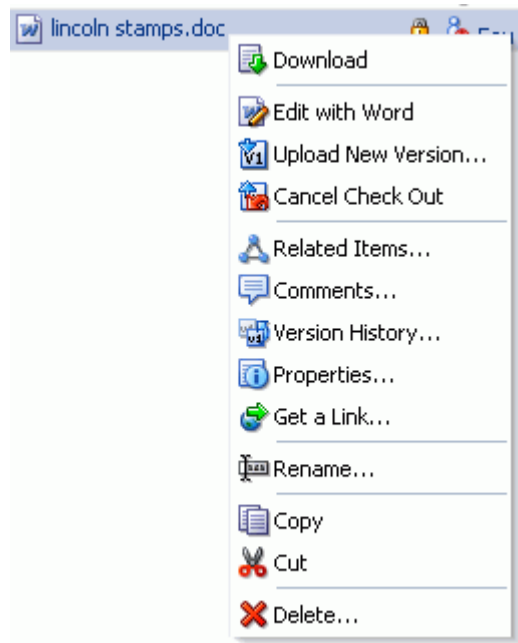 lincoln stamps.doc
Download
Edit with Word
Upload New Version...
Cancel Check Out
Related Items...
Comments...
Version History...
Properties...
Get a Link...
Rename...
Copy
Cut
Delete...